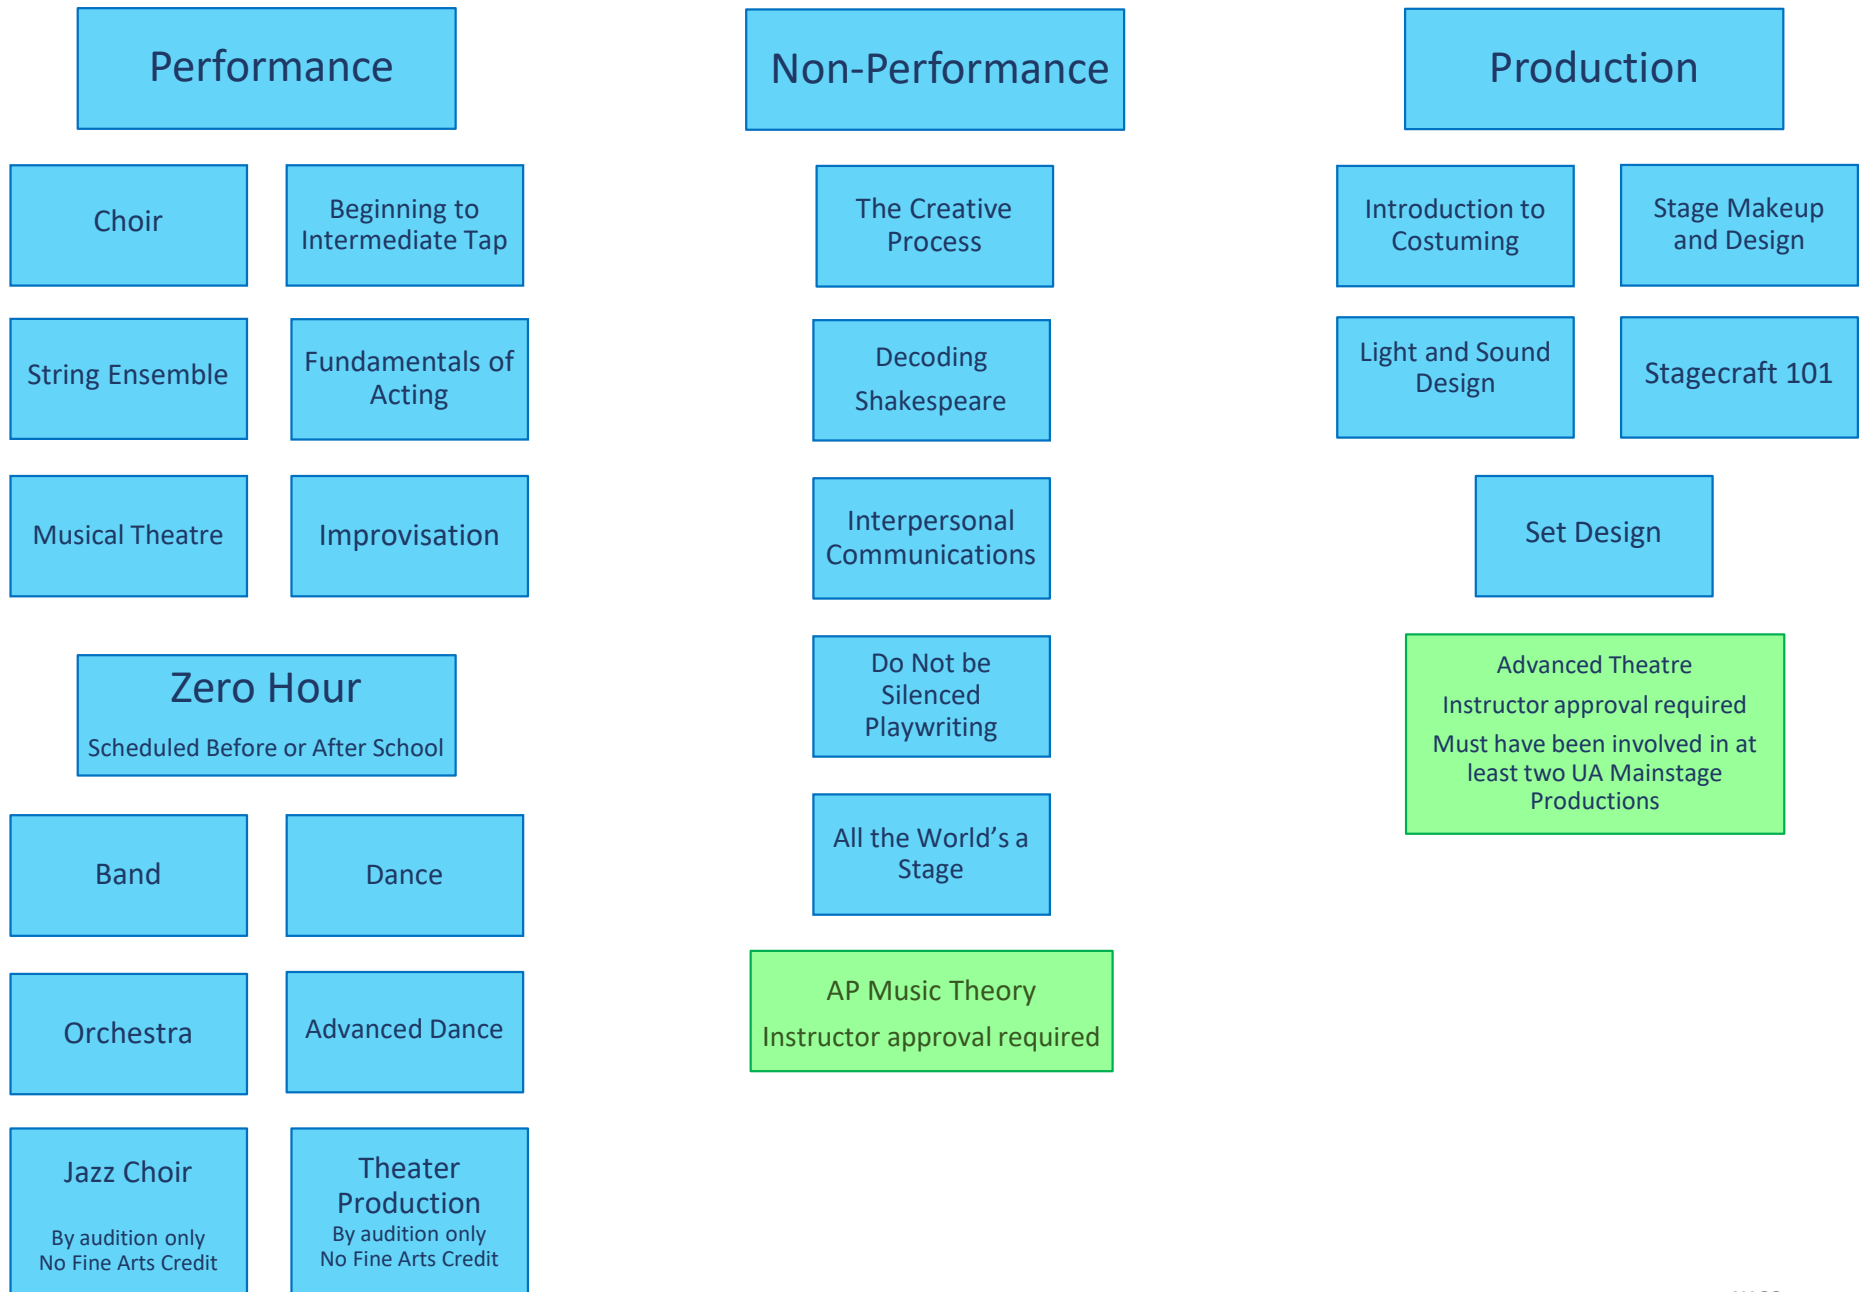 Performance
Choir
Beginning to
Intermediate Tap
String Ensemble
Fundamentals of
Acting
Musical Theatre
Improvisation
Zero Hour
Scheduled Before or After School
Band
Dance
Orchestra
Advanced Dance
Jazz Choir
By audition only
No Fine Arts Credit
Theater
Production
By audition only
No Fine Arts Credit
Non-Performance
The Creative
Process
Decoding
Shakespeare
Interpersonal
Communications
Do Not be
Silenced
Playwriting
All the World’s a
Stage
AP Music Theory
Instructor approval required
Production
Introduction to
Costuming
Stage Makeup
and Design
Light and Sound
Design
Stagecraft 101
Set Design
Advanced Theatre
Instructor approval required
Must have been involved in at
least two UA Mainstage
Productions